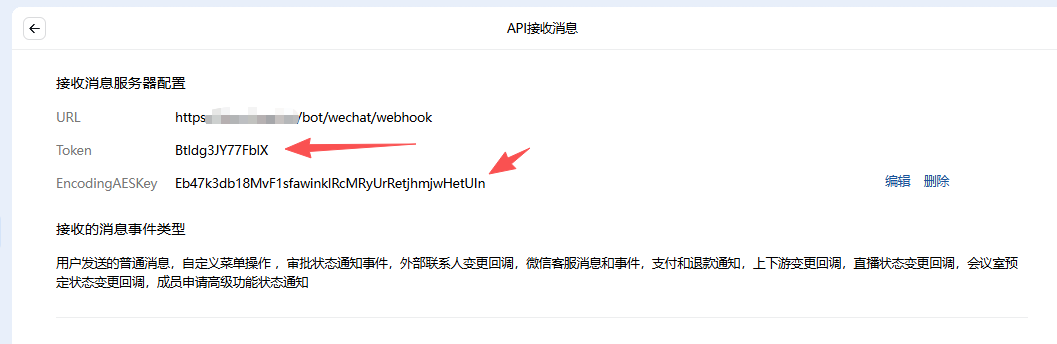 API接收消息
接收消息服务器配置
URL https /bot/wechat/webhook
Token Btldg3JY77FblX
EncodingAESKey Eb47k3db18MvF1sfawinklRcMRyUrRetjhmjwHetUIn 编辑 删除
接收的消息事件类型
用户发送的普通消息，自定义菜单操作 ，审批状态通知事件，外部联系人变更回调，微信客服消息和事件，支付和退款通知，上下游变更回调，直播状态变更回调，会议室预
定状态变更回调，成员申请高级功能状态通知